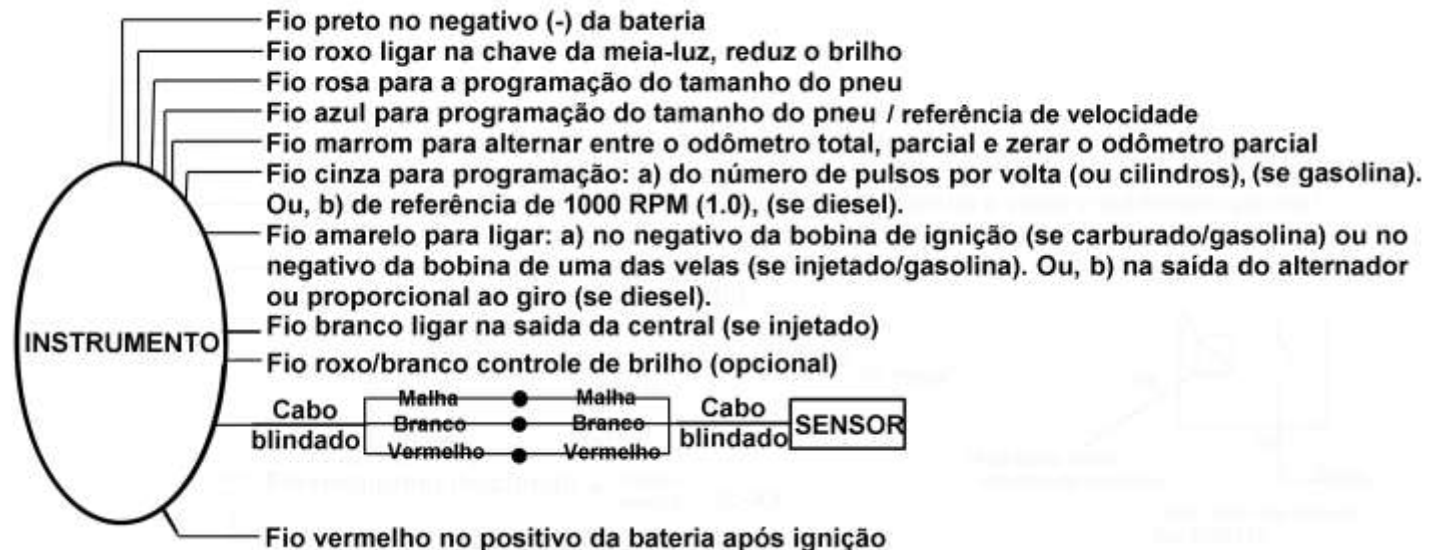 Fio preto no negativo (-) da bateria
Fio roxo ligar na chave da meia-luz, reduz o brilho
Fio rosa para a programação do tamanho do pneu
Fio azul para programação do tamanho do pneu / referência de velocidade
Fio marrom para alternar entre o odômetro total, parcial e zerar o odômetro parcial
Fio cinza para programação: a) do número de pulsos por volta (ou cilindros), (se gasolina).
Ou, b) de referência de 1000 RPM (1.0), (se diesel).
Fio amarelo para ligar: a) no negativo da bobina de ignição (se carburado/gasolina) ou no
negativo da bobina de uma das velas (se injetado/gasolina). Ou, b) na saída do alternador
ou proporcional ao giro (se diesel).
Fio branco ligar na saida da central (se injetado)
INSTRUMENTO
Fio roxo/branco controle de brilho (opcional)
Cabo blindado
Malha Malha
Branco Branco
Vermelho Vermelho
Cabo blindado
SENSOR
Fio vermelho no positivo da bateria após ignição